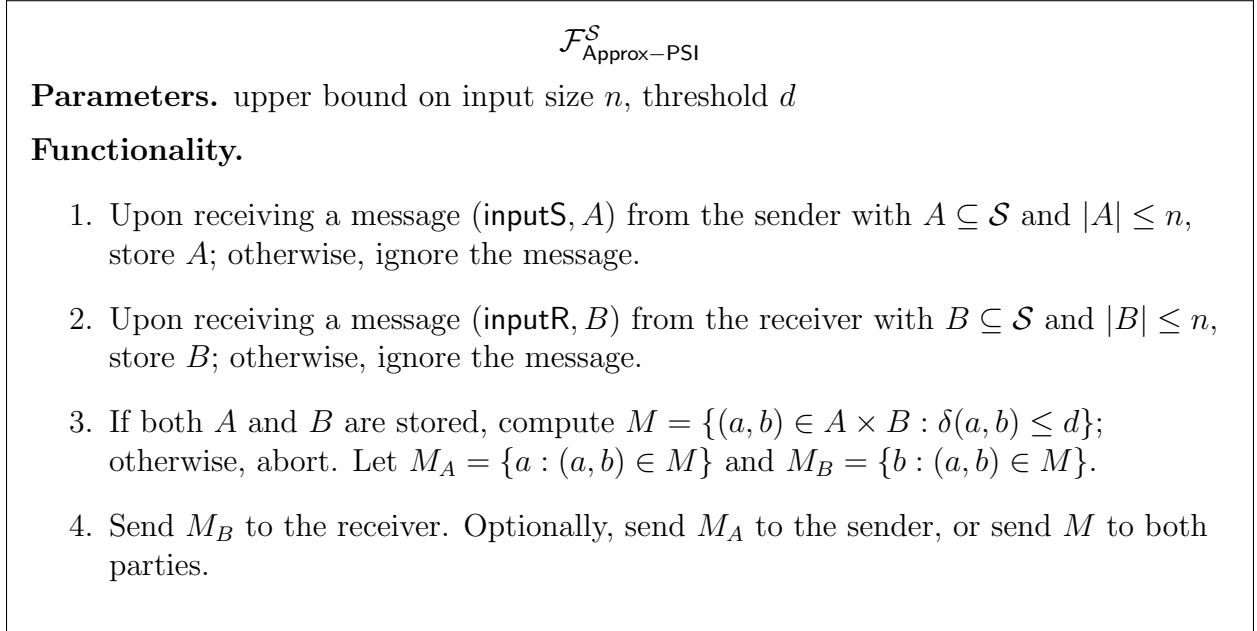 $\mathcal{F}^{\mathcal{S}}_{\mathsf{Approx-PSI}}$
Parameters. upper bound on input size $n$, threshold $d$
Functionality.
1. Upon receiving a message ($\mathsf{inputS}, A$) from the sender with $A \subseteq \mathcal{S}$ and $|A| \leq n$,
store $A$; otherwise, ignore the message.
2. Upon receiving a message ($\mathsf{inputR}, B$) from the receiver with $B \subseteq \mathcal{S}$ and $|B| \leq n$,
store $B$; otherwise, ignore the message.
3. If both $A$ and $B$ are stored, compute $M = \{(a, b) \in A \times B : \delta(a, b) \leq d\}$;
otherwise, abort. Let $M_A = \{a : (a, b) \in M\}$ and $M_B = \{b : (a, b) \in M\}$.
4. Send $M_B$ to the receiver. Optionally, send $M_A$ to the sender, or send $M$ to both
parties.